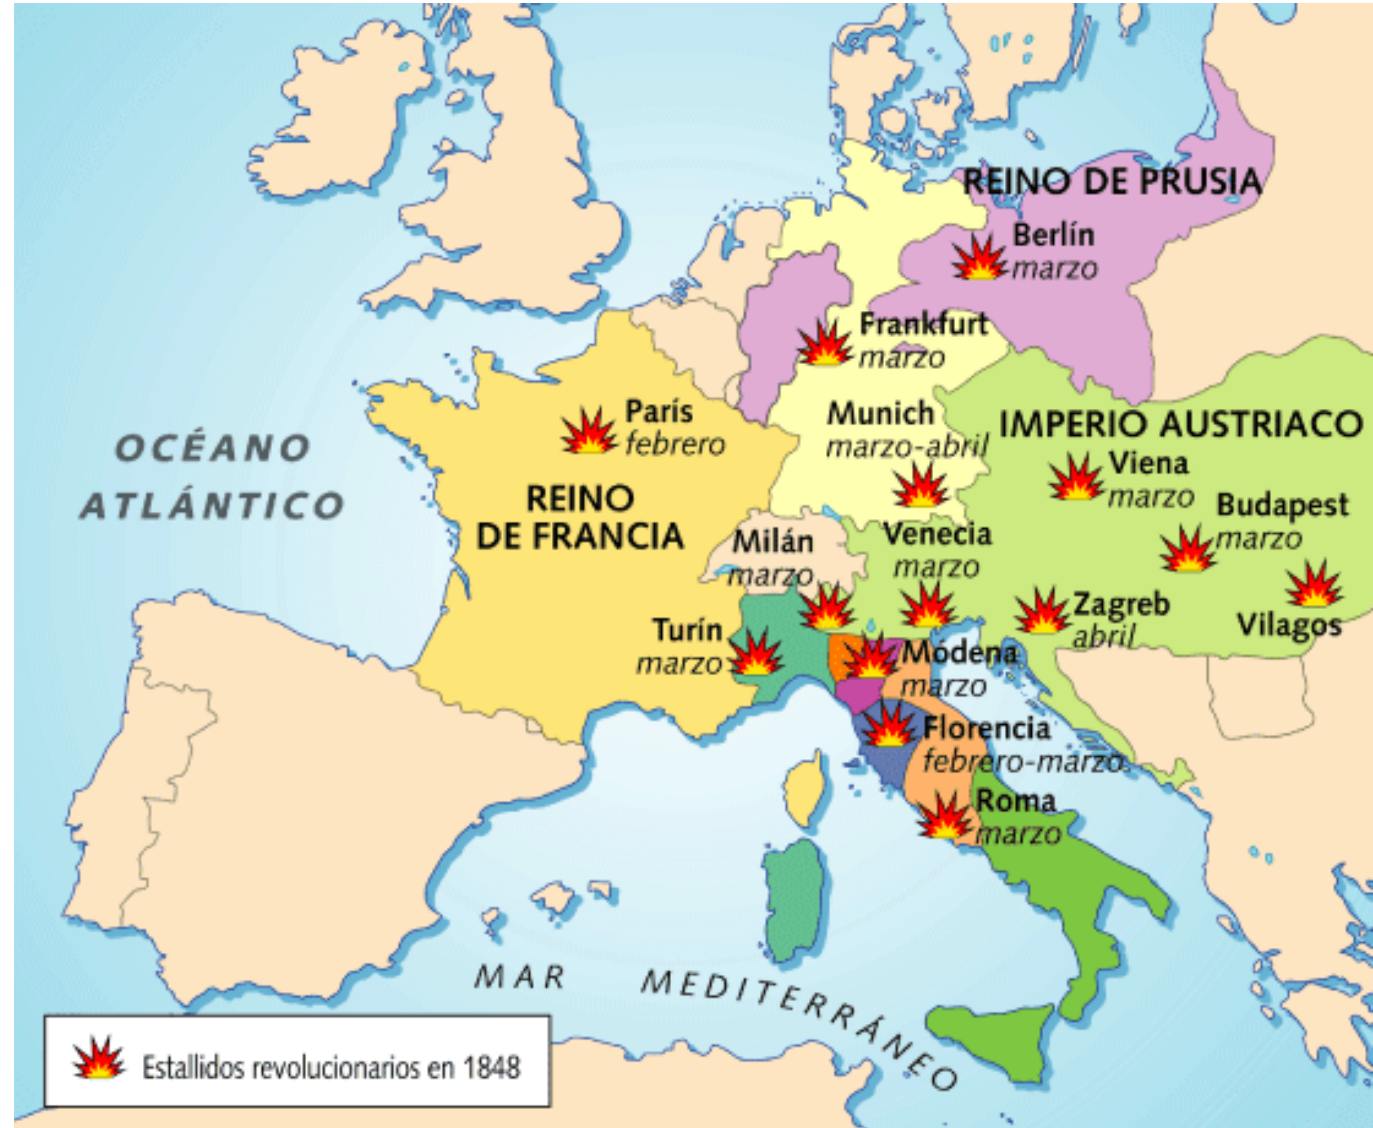 REINO DE PRUSIA
Berlín
marzo
Frankfurt
marzo
París
febrero
Munich
marzo-abril
IMPERIO AUSTRIACO
OCÉANO
ATLÁNTICO
Viena
marzo
REINO
DE FRANCIA
Budapest
marzo
Milán
marzo
Venecia
marzo
Zagreb
abril
Vilagos
Turín
marzo
Módena
marzo
Florencia
febrero-marzo
Roma
marzo
MAR MEDITERRÁNEO
Estallidos revolucionarios en 1848